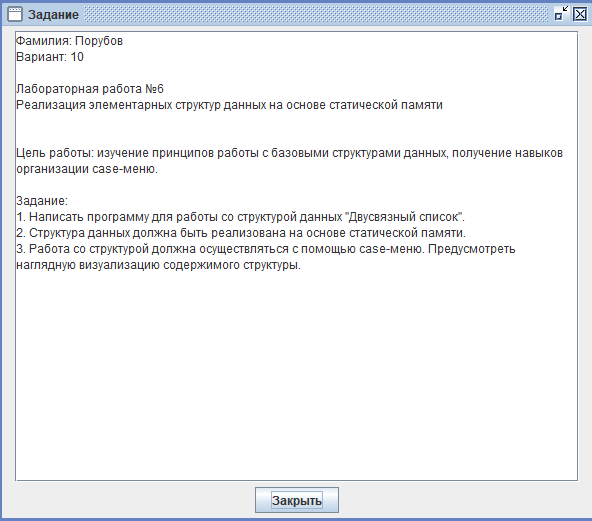 Задание
Фамилия: Порубов
Вариант: 10
Лабораторная работа №6
Реализация элементарных структур данных на основе статической памяти
Цель работы: изучение принципов работы с базовыми структурами данных, получение навыков
организации case-меню.
Задание:
1. Написать программу для работы со структурой данных "Двусвязный список".
2. Структура данных должна быть реализована на основе статической памяти.
3. Работа со структурой должна осуществляться с помощью case-меню. Предусмотреть
наглядную визуализацию содержимого структуры.
Закрыть